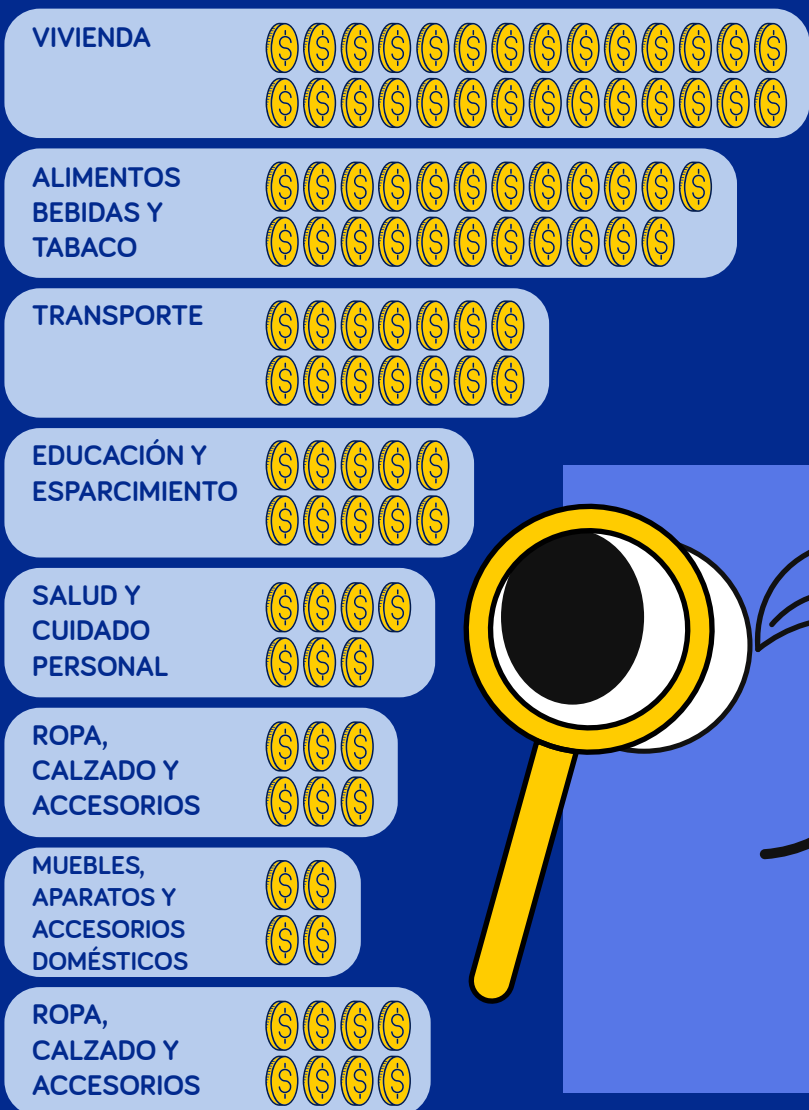 VIVIENDA
ALIMENTOS
BEBIDAS Y
TABACO
TRANSPORTE
EDUCACIÓN Y
ESPARCIMIENTO
SALUD Y
CUIDADO
PERSONAL
ROPA,
CALZADO Y
ACCESORIOS
MUEBLES,
APARATOS Y
ACCESORIOS
DOMÉSTICOS
ROPA,
CALZADO Y
ACCESORIOS